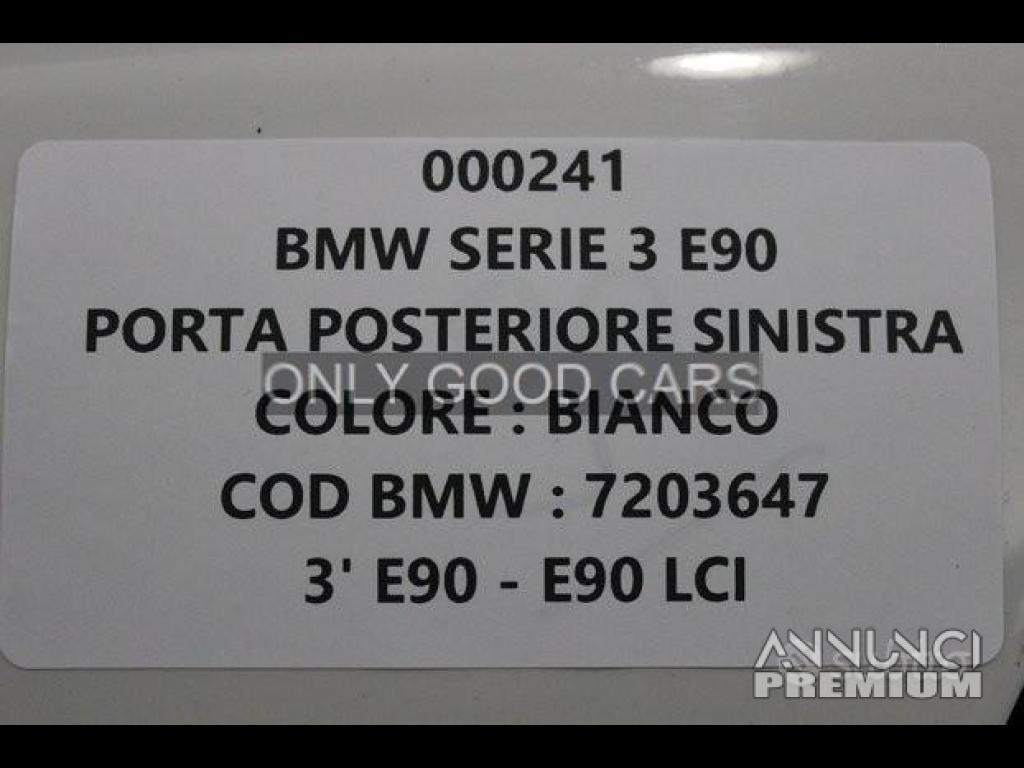 000241
BMW SERIE 3 E90
PORTA POSTERIORE SINISTRA
ONLY GOOD CARS
COLORE : BIANCO
COD BMW : 7203647
3' E90 - E90 LCI
ANNUNCI
PREMIUM